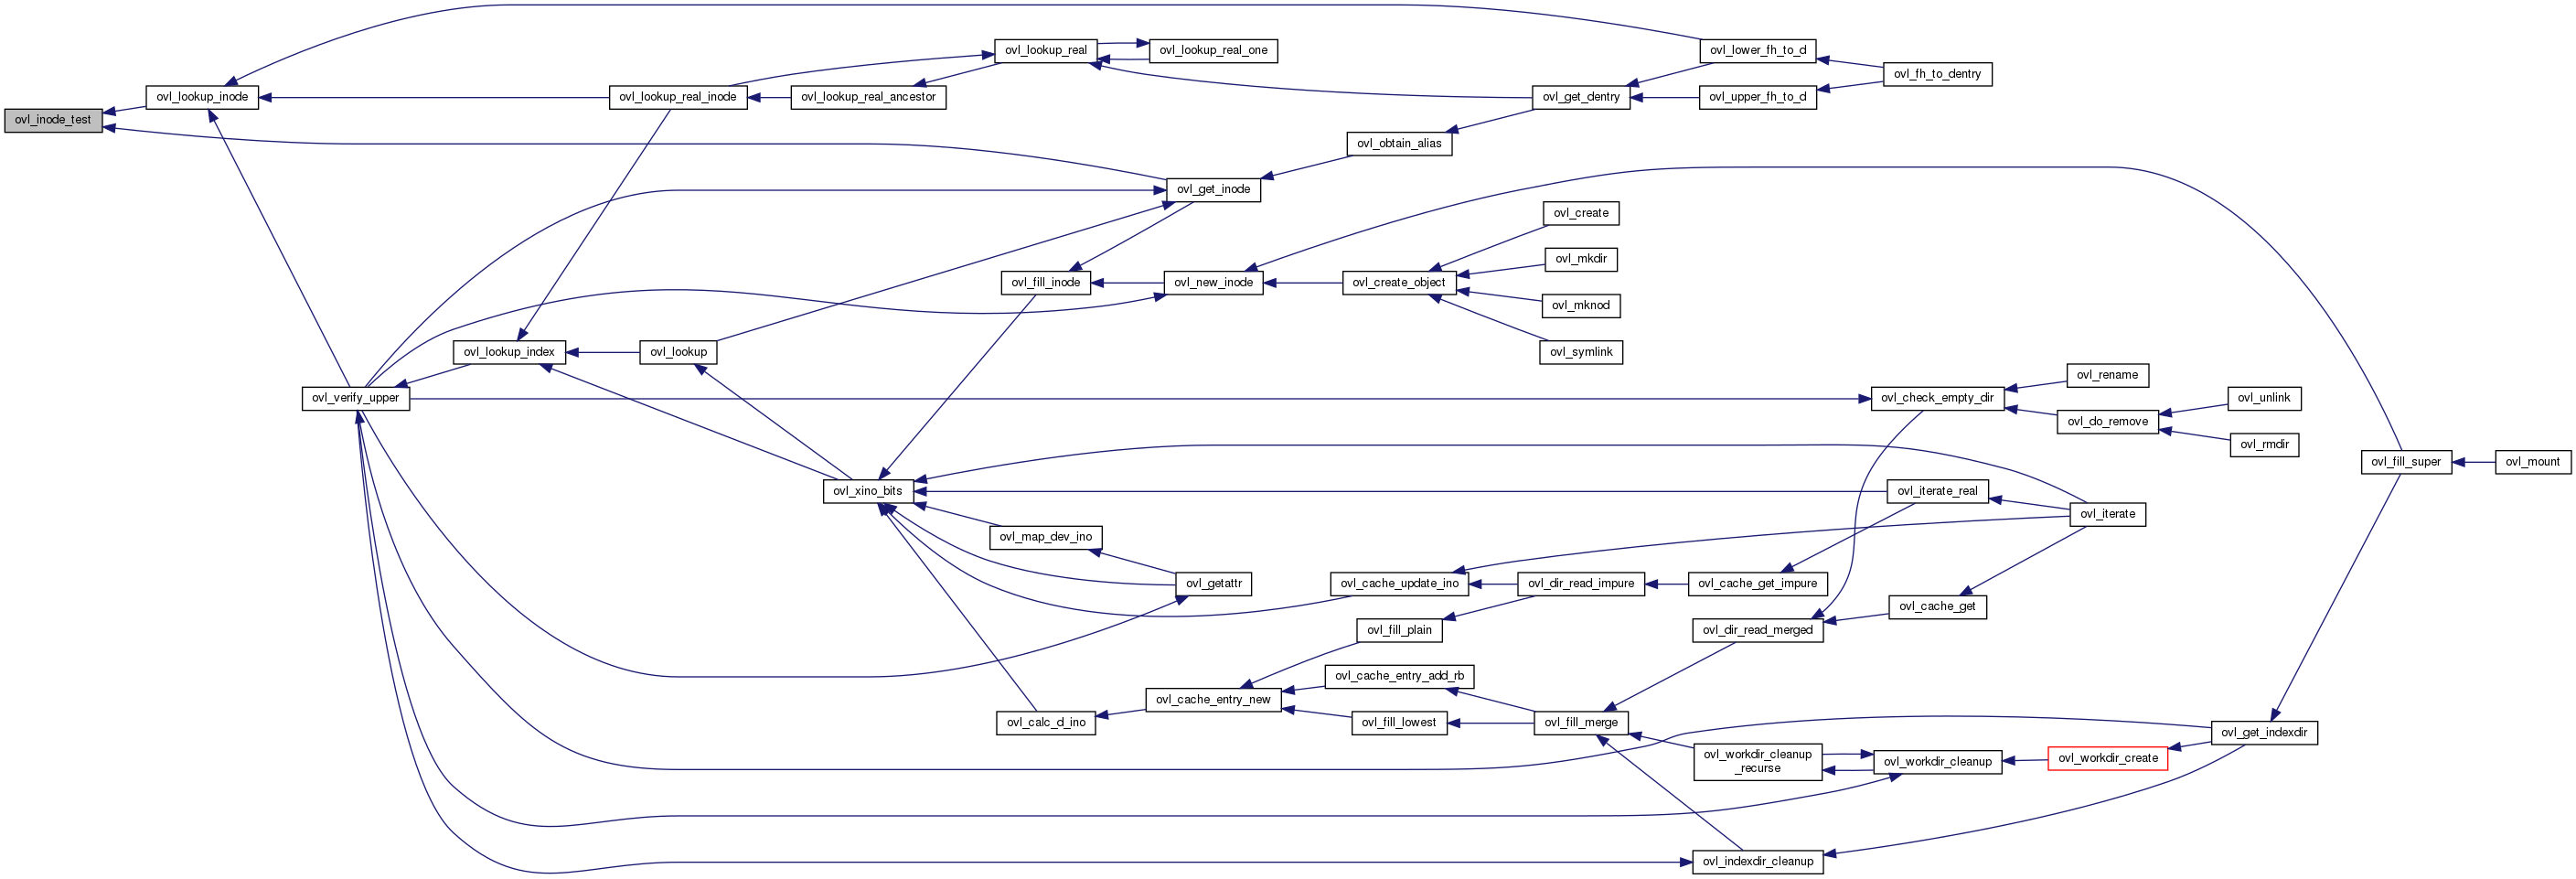 ovl_inode_test
ovl_lookup_inode
ovl_verify_upper
ovl_lookup_index
ovl_lookup_real_inode
ovl_lookup
ovl_lookup_real_ancestor
ovl_xino_bits
ovl_lookup_real
ovl_fill_inode
ovl_map_dev_ino
ovl_calc_d_ino
ovl_lookup_real_one
ovl_get_inode
ovl_new_inode
ovl_getattr
ovl_cache_entry_new
ovl_obtain_alias
ovl_create_object
ovl_cache_update_ino
ovl_fill_plain
ovl_cache_entry_add_rb
ovl_fill_lowest
ovl_get_dentry
ovl_create
ovl_mkdir
ovl_mknod
ovl_symlink
ovl_dir_read_impure
ovl_fill_merge
ovl_lower_fh_to_d
ovl_upper_fh_to_d
ovl_cache_get_impure
ovl_dir_read_merged
ovl_workdir_cleanup
_recurse
ovl_indexdir_cleanup
ovl_fh_to_dentry
ovl_check_empty_dir
ovl_iterate_real
ovl_cache_get
ovl_workdir_cleanup
ovl_rename
ovl_do_remove
ovl_iterate
ovl_workdir_create
ovl_unlink
ovl_rmdir
ovl_get_indexdir
ovl_fill_super
ovl_mount